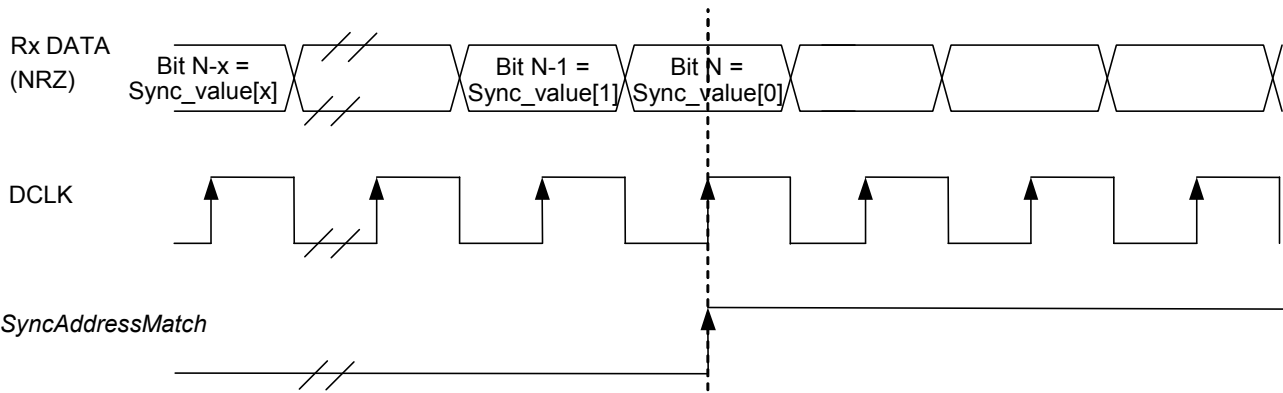 Rx DATA
(NRZ)
Bit N-x =
Sync_value[x]
Bit N-1 =
Sync_value[1]
Bit N =
Sync_value[0]
DCLK
SyncAddressMatch